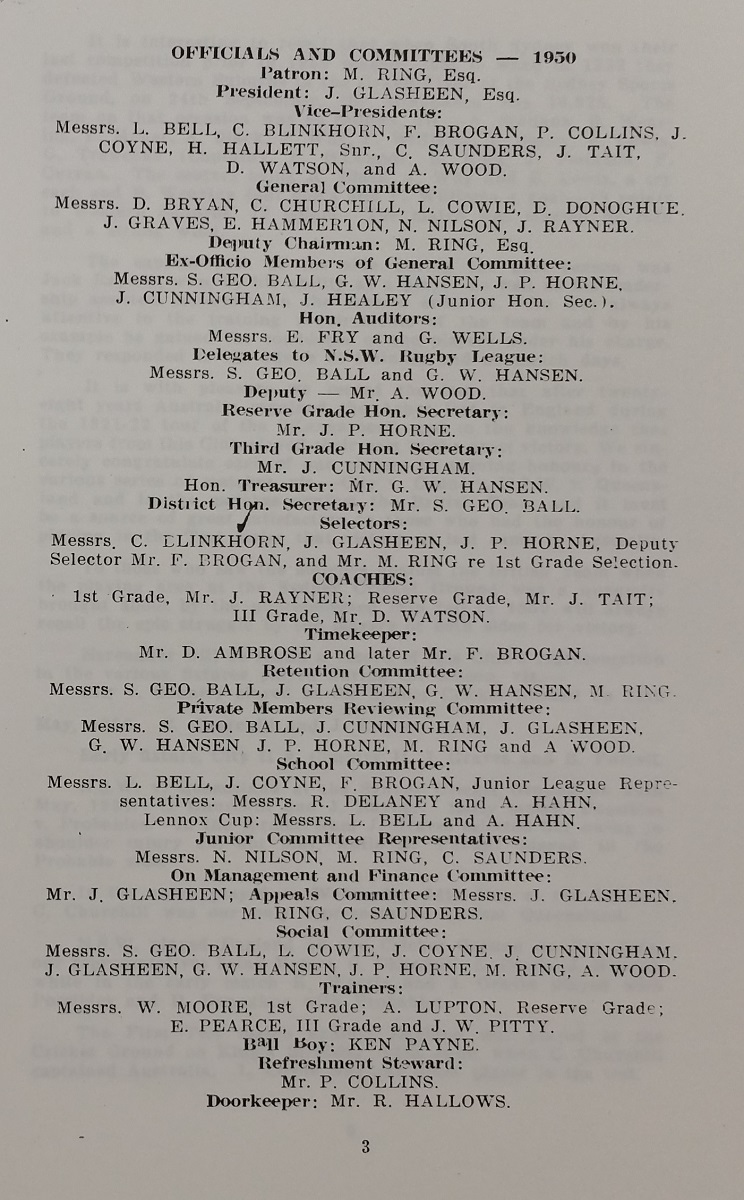 OFFICIALS AND COMMITTEES — 1950
Patron: M. RING, Esq.
President: J. GLASHEEN, Esq.
Vice-Presidents:
Messrs. L. BELL, C. BLINKHORN, F. BROGAN, P. COLLINS, J.
COYNE, H. HALLETT, Snr., C. SAUNDERS, J. TAIT,
D. WATSON, and A. WOOD.
General Committee:
Messrs. D. BRYAN, C. CHURCHILL, L. COWIE, D. DONOGHUE,
J. GRAVES, E. HAMMERTON, N. NILSON, J. RAYNER.
Deputy Chairman: M. RING, Esq.
Ex-Officio Members of General Committee:
Messrs. S. GEO. BALL, G. W. HANSEN, J. P. HORNE,
J. CUNNINGHAM, J. HEALEY (Junior Hon. Sec.).
Hon. Auditors:
Messrs. E. FRY and G. WELLS.
Delegates to N.S.W. Rugby League:
Messrs. S. GEO. BALL and G. W. HANSEN.
Deputy — Mr. A. WOOD.
Reserve Grade Hon. Secretary:
Mr. J. P. HORNE.
Third Grade Hon. Secretary:
Mr. J. CUNNINGHAM.
Hon. Treasurer: Mr. G. W. HANSEN.
District Hon. Secretary: Mr. S. GEO. BALL.
Selectors:
Messrs. C. BLINKHORN, J. GLASHEEN, J. P. HORNE, Deputy
Selector Mr. F. BROGAN, and Mr. M. RING re 1st Grade Selection.
COACHES:
1st Grade, Mr. J. RAYNER; Reserve Grade, Mr. J. TAIT;
III Grade, Mr. D. WATSON.
Timekeeper:
Mr. D. AMBROSE and later Mr. F. BROGAN.
Retention Committee:
Messrs. S. GEO. BALL, J. GLASHEEN, G. W. HANSEN, M. RING.
Private Members Reviewing Committee:
Messrs. S. GEO. BALL, J. CUNNINGHAM, J. GLASHEEN,
G. W. HANSEN J. P. HORNE, M. RING and A WOOD.
School Committee:
Messrs. L. BELL, J. COYNE, F. BROGAN, Junior League Repre-
sentatives: Messrs. R. DELANEY and A. HAHN,
Lennox Cup: Messrs. L. BELL and A. HAHN.
Junior Committee Representatives:
Messrs. N. NILSON, M. RING, C. SAUNDERS.
On Management and Finance Committee:
Mr. J. GLASHEEN; Appeals Committee: Messrs. J. GLASHEEN,
M. RING, C. SAUNDERS.
Social Committee:
Messrs. S. GEO. BALL, L. COWIE, J. COYNE, J. CUNNINGHAM,
J. GLASHEEN, G. W. HANSEN, J. P. HORNE, M. RING, A. WOOD.
Trainers:
Messrs. W. MOORE, 1st Grade; A. LUPTON, Reserve Grade;
E. PEARCE, III Grade and J. W. PITTY.
Ball Boy: KEN PAYNE.
Refreshment Steward:
Mr. P. COLLINS.
Doorkeeper: Mr. R. HALLOWS.
3